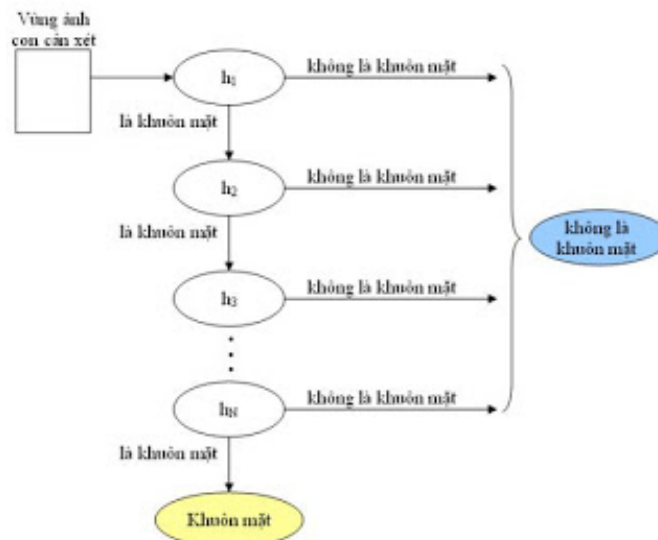 Vùng ảnh
con cần xét
h₁
không là khuôn mặt
là khuôn mặt
h₂
không là khuôn mặt
là khuôn mặt
không là
khuôn mặt
h₃
không là khuôn mặt
h_N
không là khuôn mặt
là khuôn mặt
Khuôn mặt